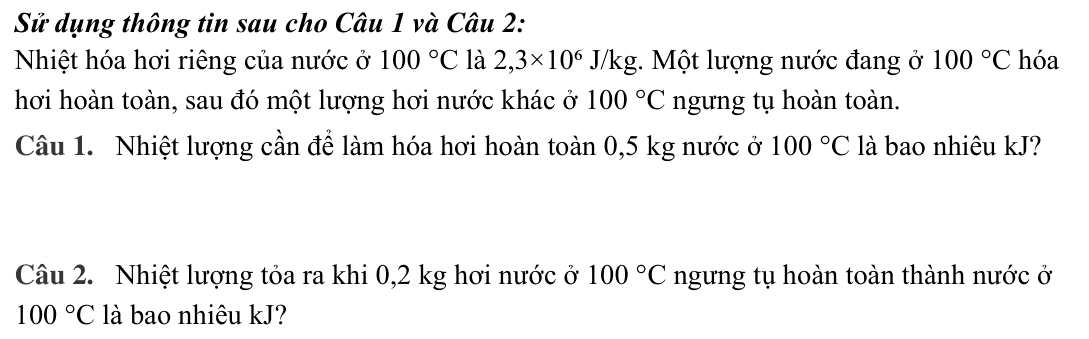 Sử dụng thông tin sau cho Câu 1 và Câu 2:
Nhiệt hóa hơi riêng của nước ở 100 °C là 2,3×10⁶ J/kg. Một lượng nước đang ở 100 °C hóa
hơi hoàn toàn, sau đó một lượng hơi nước khác ở 100 °C ngưng tụ hoàn toàn.
Câu 1. Nhiệt lượng cần để làm hóa hơi hoàn toàn 0,5 kg nước ở 100 °C là bao nhiêu kJ?
Câu 2. Nhiệt lượng tỏa ra khi 0,2 kg hơi nước ở 100 °C ngưng tụ hoàn toàn thành nước ở
100 °C là bao nhiêu kJ?